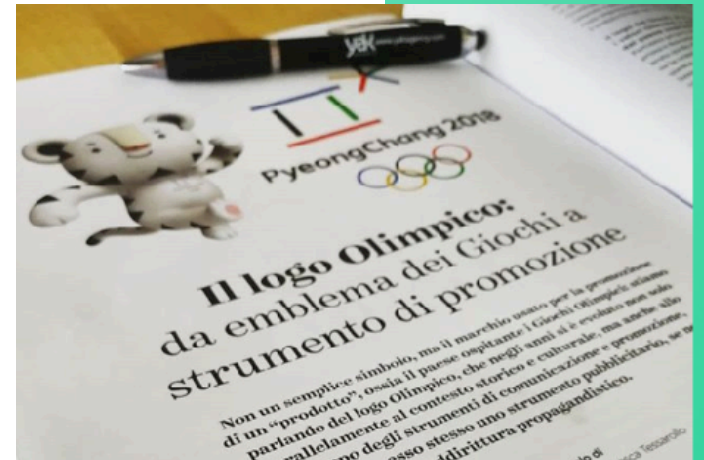 PyeongChang 2018
Il logo Olimpico:
da emblema dei Giochi a
strumento di promozione
Non un semplice simbolo, ma il marchio usato per la promozione
di un “prodotto”, ossia il paese ospitante i Giochi Olimpici: stiamo
parlando del logo Olimpico, che negli anni si è evoluto non solo
parallelamente al contesto storico e culturale, ma anche allo
degli strumenti di comunicazione e promozione,
stesso uno strumento pubblicitario, se
addirittura propagandistico.
di